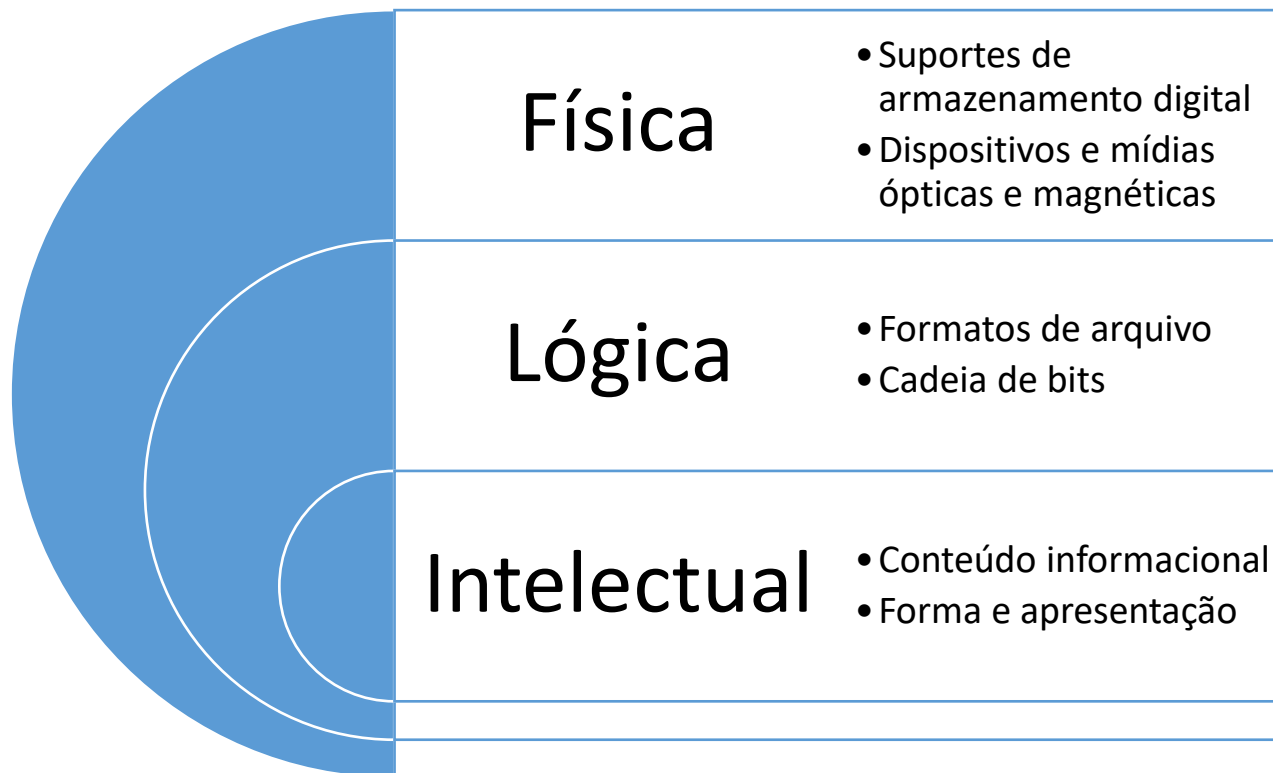 Física
• Suportes de
armazenamento digital
• Dispositivos e mídias
ópticas e magnéticas
Lógica
• Formatos de arquivo
• Cadeia de bits
Intelectual
• Conteúdo informacional
• Forma e apresentação